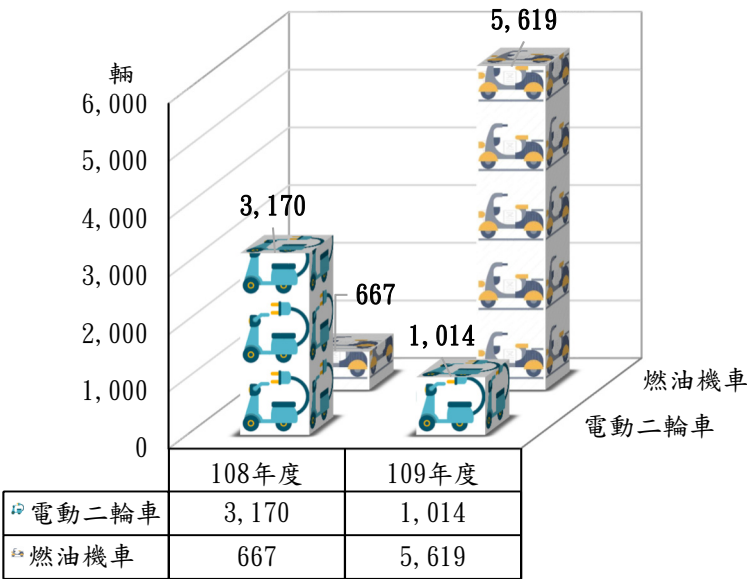 5,619
輛
6,000
5,000
4,000
3,000
2,000
1,000
0
3,170
667
1,014
燃油機車
電動二輪車
108年度 109年度
電動二輪車 3,170 1,014
燃油機車 667 5,619